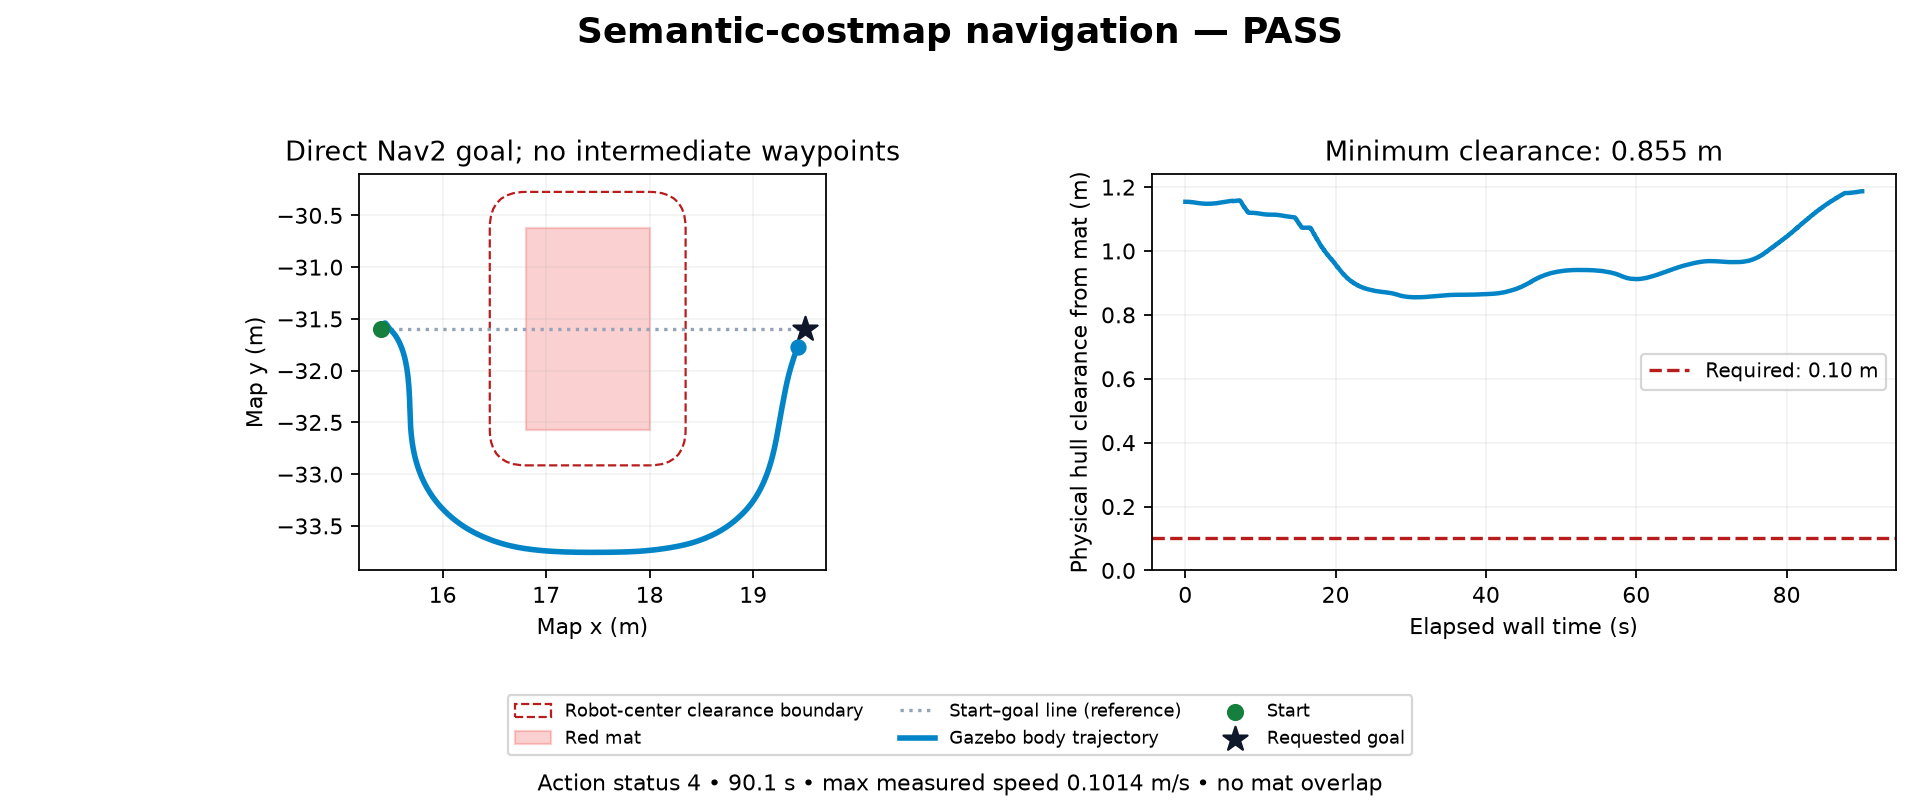 Semantic-costmap navigation — PASS
Direct Nav2 goal; no intermediate waypoints
−30.5
−31.0
−31.5
−32.0
−32.5
−33.0
−33.5
Map y (m)
16 17 18 19
Map x (m)
Minimum clearance: 0.855 m
1.2
1.0
0.8
0.6
0.4
0.2
0.0
Physical hull clearance from mat (m)
Required: 0.10 m
0 20 40 60 80
Elapsed wall time (s)
Robot-center clearance boundary
Red mat
Start–goal line (reference)
Gazebo body trajectory
Start
Requested goal
Action status 4 • 90.1 s • max measured speed 0.1014 m/s • no mat overlap